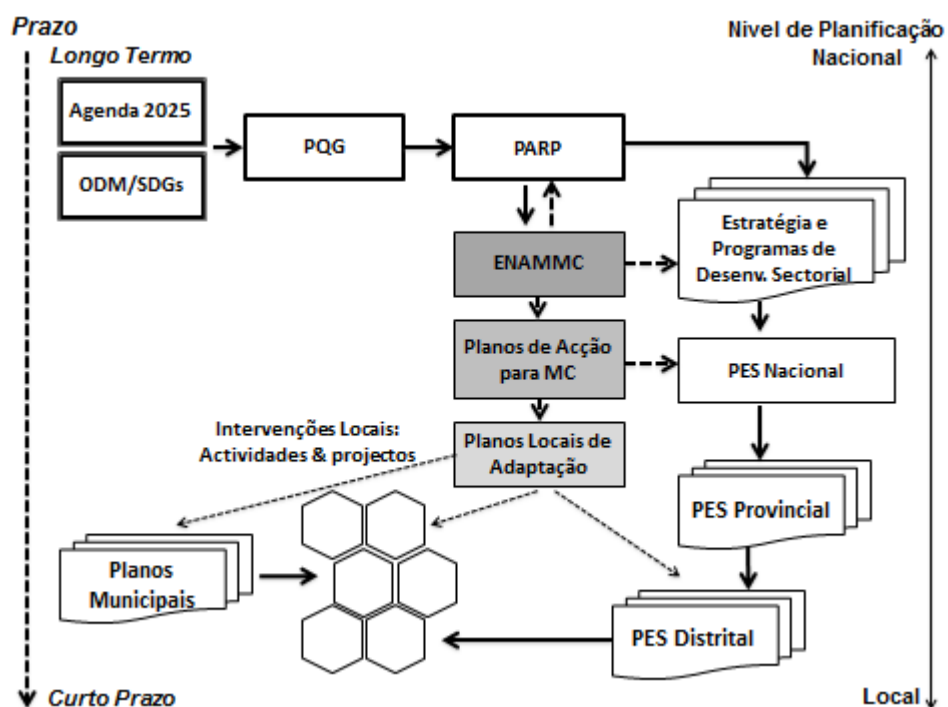 Prazo
Nivel de Planificação
Nacional
Longo Termo
Agenda 2025
ODM/SDGs
PQG
PARP
Estratégia e
Programas de
Desenv. Sectorial
ENAMMC
Planos de Acção
para MC
PES Nacional
Intervenções Locais:
Actividades & projectos
Planos Locais de
Adaptação
PES Provincial
Planos
Municipais
PES Distrital
Curto Prazo
Local